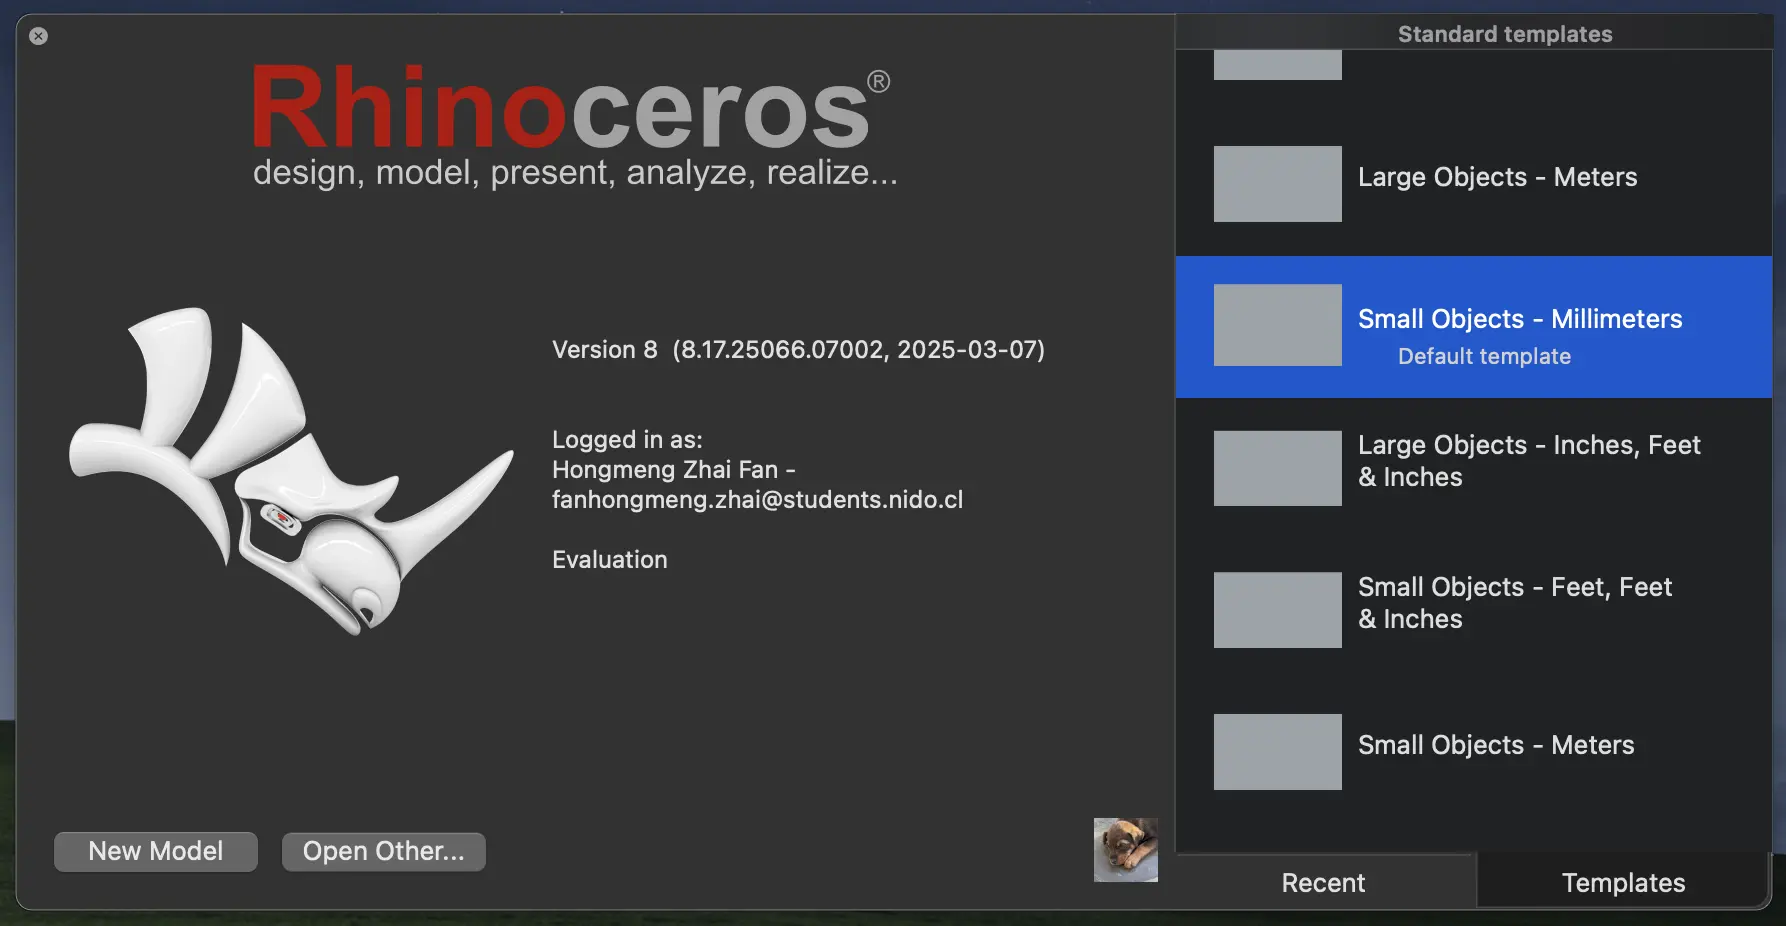 Rhinoceros®
design, model, present, analyze, realize...
Version 8  (8.17.25066.07002, 2025-03-07)
Logged in as:
Hongmeng Zhai Fan -
fanhongmeng.zhai@students.nido.cl
Evaluation
New Model
Open Other...
Standard templates
Large Objects - Meters
Small Objects - Millimeters
Default template
Large Objects - Inches, Feet
& Inches
Small Objects - Feet, Feet
& Inches
Small Objects - Meters
Recent
Templates